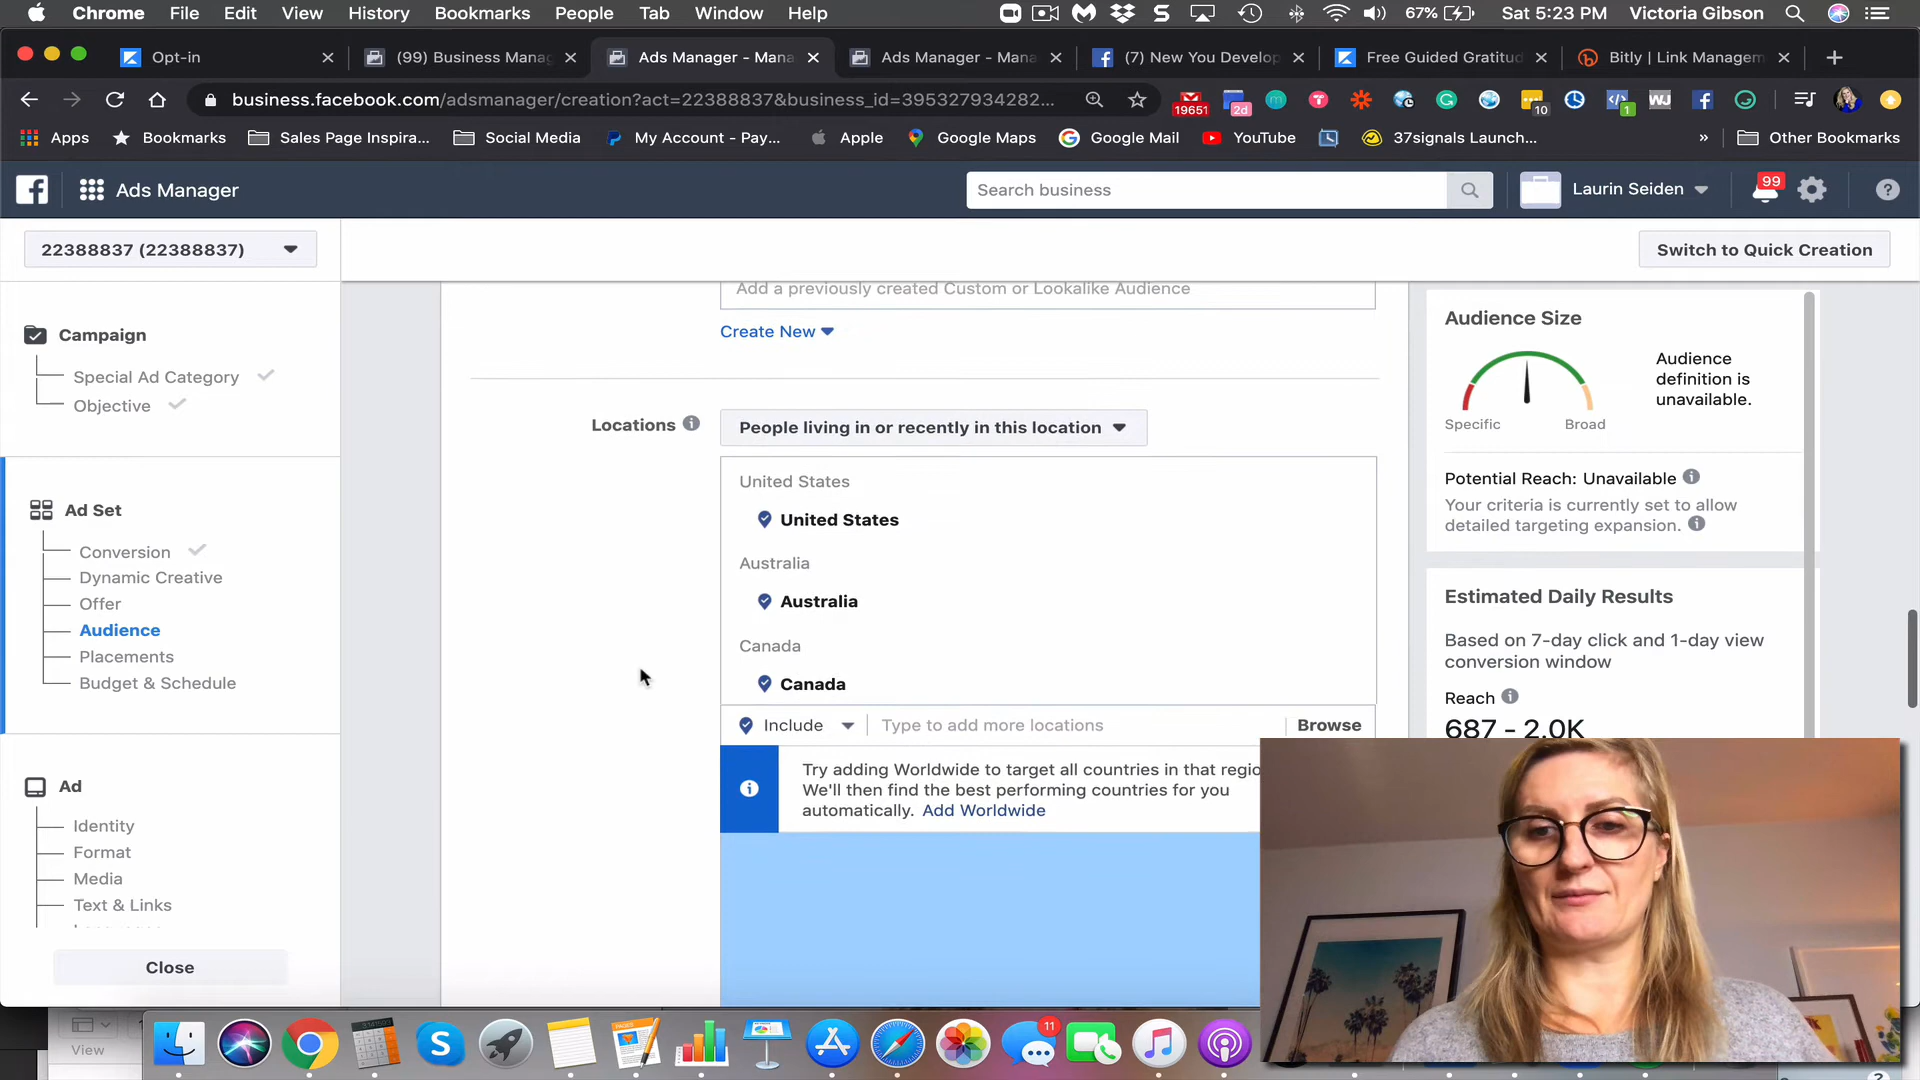 Chrome File Edit View History Bookmarks People Tab Window Help 67% Sat 5:23 PM Victoria Gibson
Opt-in (99) Business Mana Ads Manager - Mana Ads Manager - Mana (7) New You Develop Free Guided Gratitud Bitly | Link Managem
business.facebook.com/adsmanager/creation?act=22388837&business_id=395327934282... 19651 2d 10 1
Apps Bookmarks Sales Page Inspira... Social Media My Account - Pay... Apple Google Maps Google Mail YouTube 37signals Launch... » Other Bookmarks
Ads Manager Search business Laurin Seiden 99
22388837 (22388837) Switch to Quick Creation
Campaign
Special Ad Category
Objective
Ad Set
Conversion
Dynamic Creative
Offer
Audience
Placements
Budget & Schedule
Ad
Identity
Format
Media
Text & Links
Close
Add a previously created Custom or Lookalike Audience
Create New
Locations People living in or recently in this location
United States
United States
Australia
Australia
Canada
Canada
Include Type to add more locations Browse
Try adding Worldwide to target all countries in that regio
We'll then find the best performing countries for you
automatically. Add Worldwide
Audience Size
Audience
definition is
unavailable.
Specific Broad
Potential Reach: Unavailable
Your criteria is currently set to allow
detailed targeting expansion.
Estimated Daily Results
Based on 7-day click and 1-day view
conversion window
Reach
687 - 2.0K
View
11